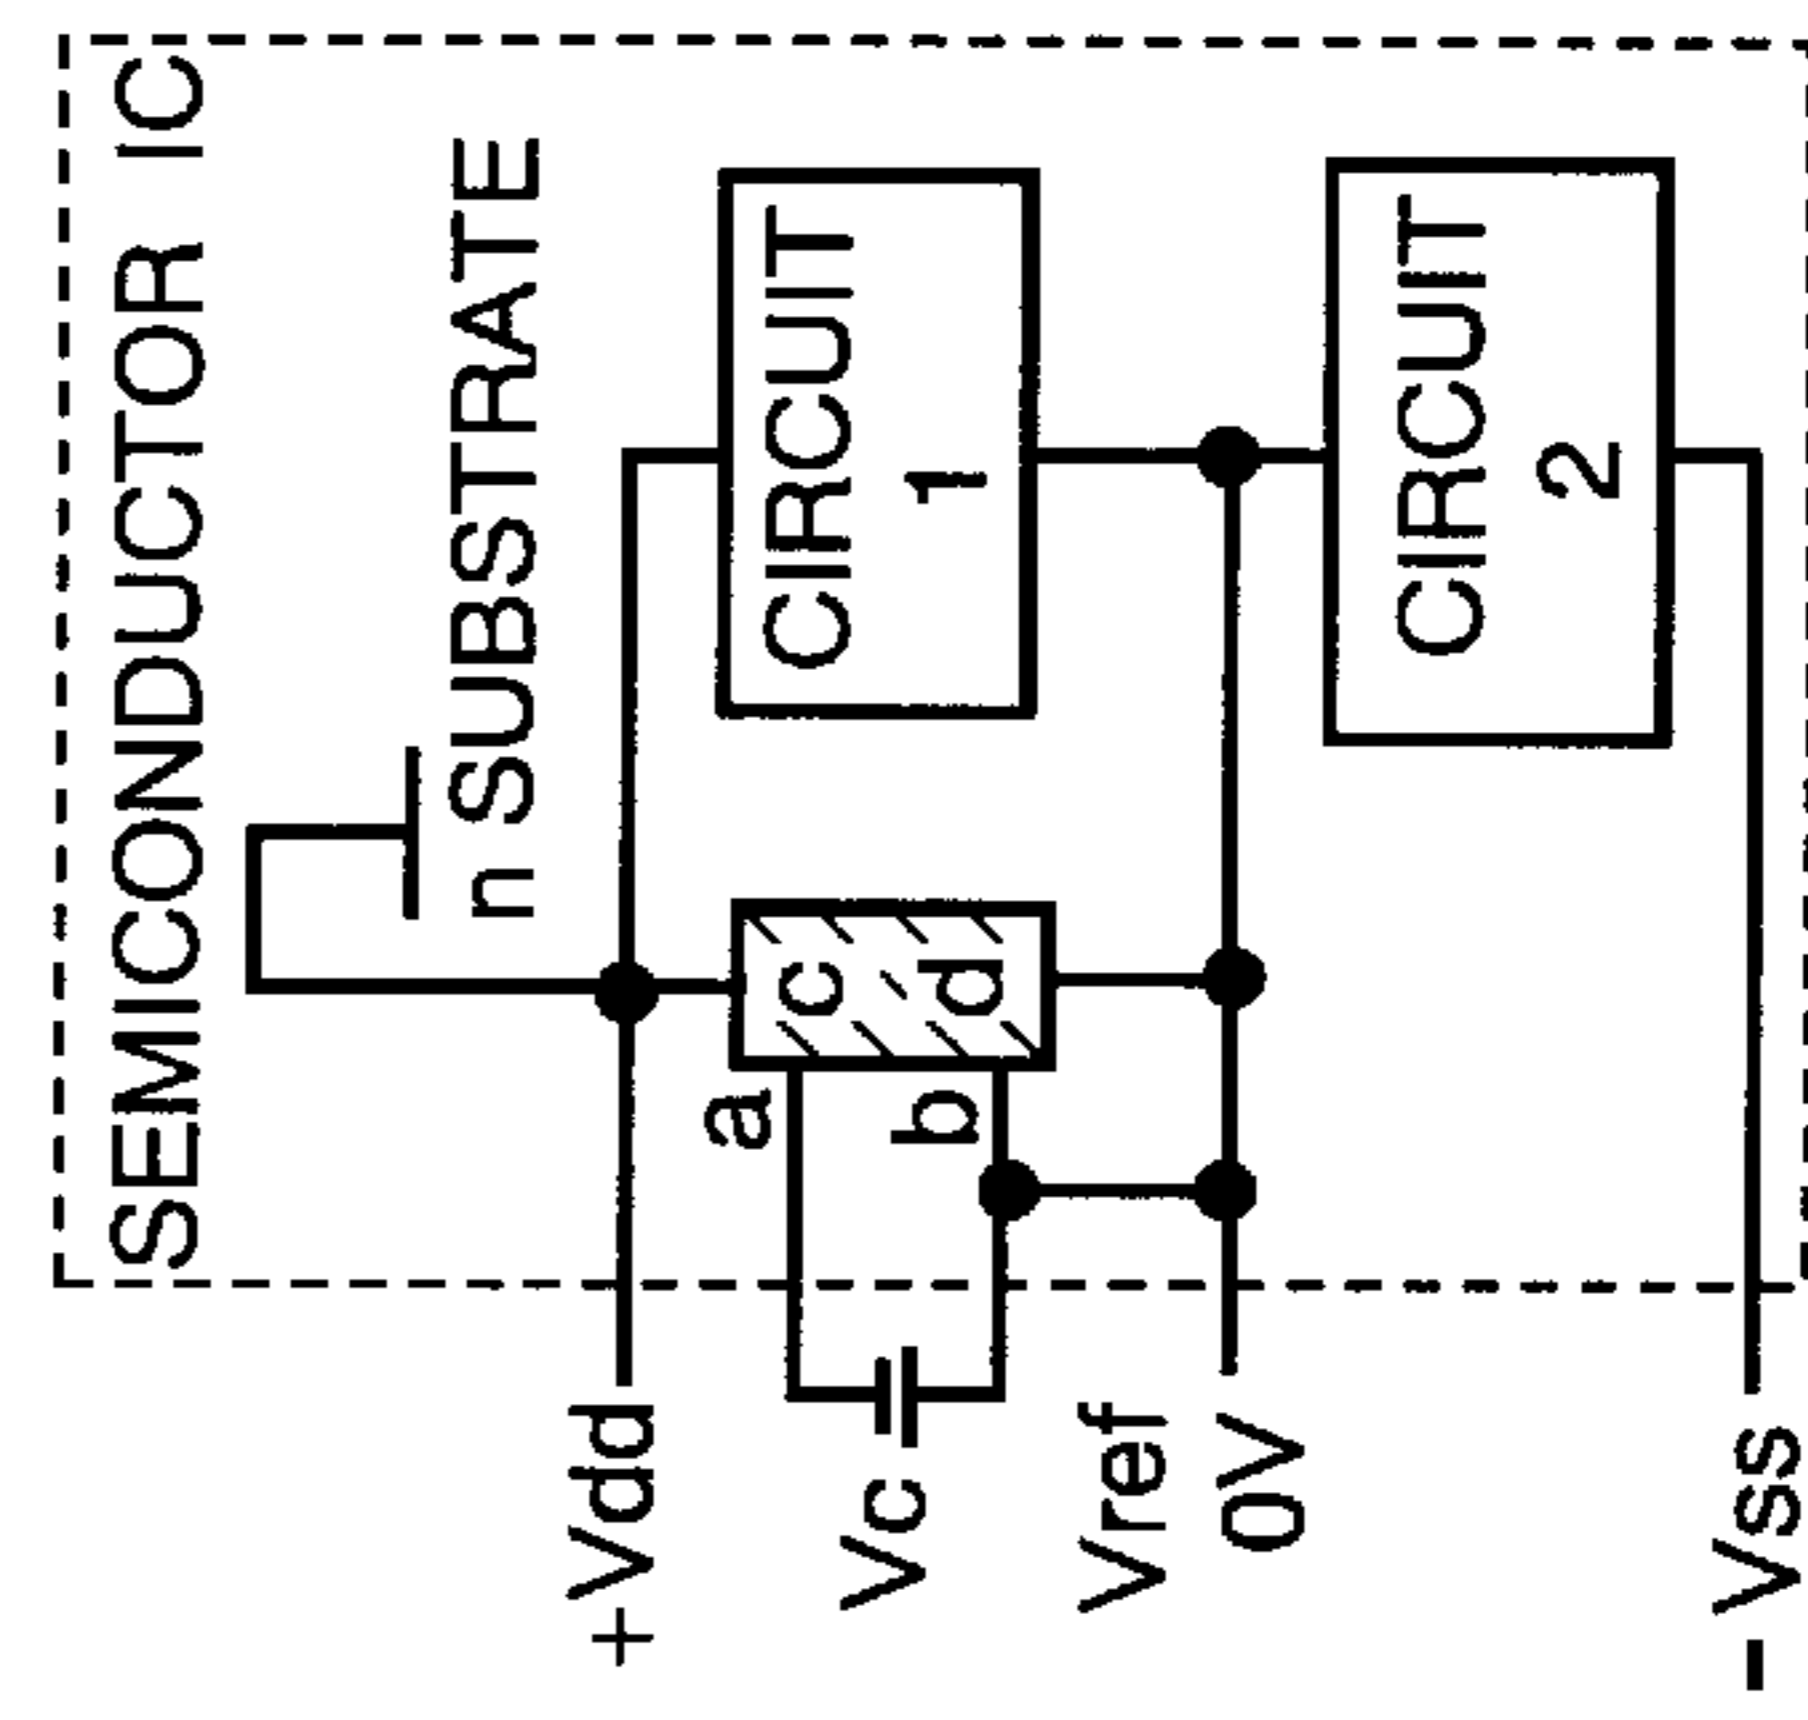 SEMICONDUCTOR IC
n SUBSTRATE
+ Vdd
CIRCUIT
1
a
c
Vc
b
d
Vref
0V
CIRCUIT
2
- Vss